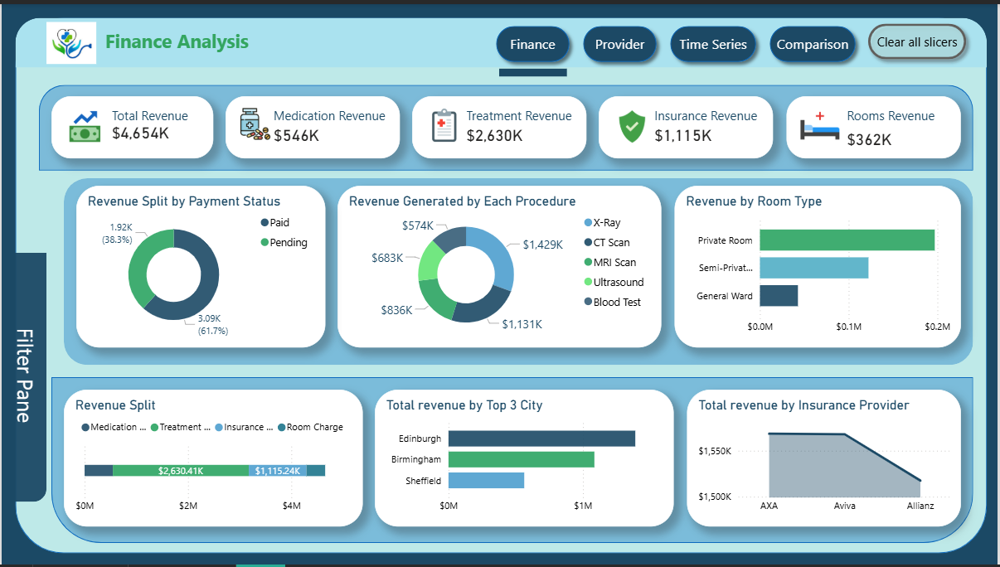 Finance Analysis
Finance
Provider
Time Series
Comparison
Clear all slicers
Total Revenue
$4,654K
Medication Revenue
$546K
Treatment Revenue
$2,630K
Insurance Revenue
$1,115K
Rooms Revenue
$362K
Filter Pane
Revenue Split by Payment Status
Paid
Pending
1.92K
(38.3%)
3.09K
(61.7%)
Revenue Generated by Each Procedure
X-Ray
CT Scan
MRI Scan
Ultrasound
Blood Test
$574K
$1,429K
$683K
$836K
$1,131K
Revenue by Room Type
Private Room
Semi-Privat...
General Ward
$0.0M
$0.1M
$0.2M
Revenue Split
Medication ...
Treatment ...
Insurance ...
Room Charge
$2,630.41K
$1,115.24K
$0M
$2M
$4M
Total revenue by Top 3 City
Edinburgh
Birmingham
Sheffield
$0M
$1M
Total revenue by Insurance Provider
$1,550K
$1,500K
AXA
Aviva
Allianz